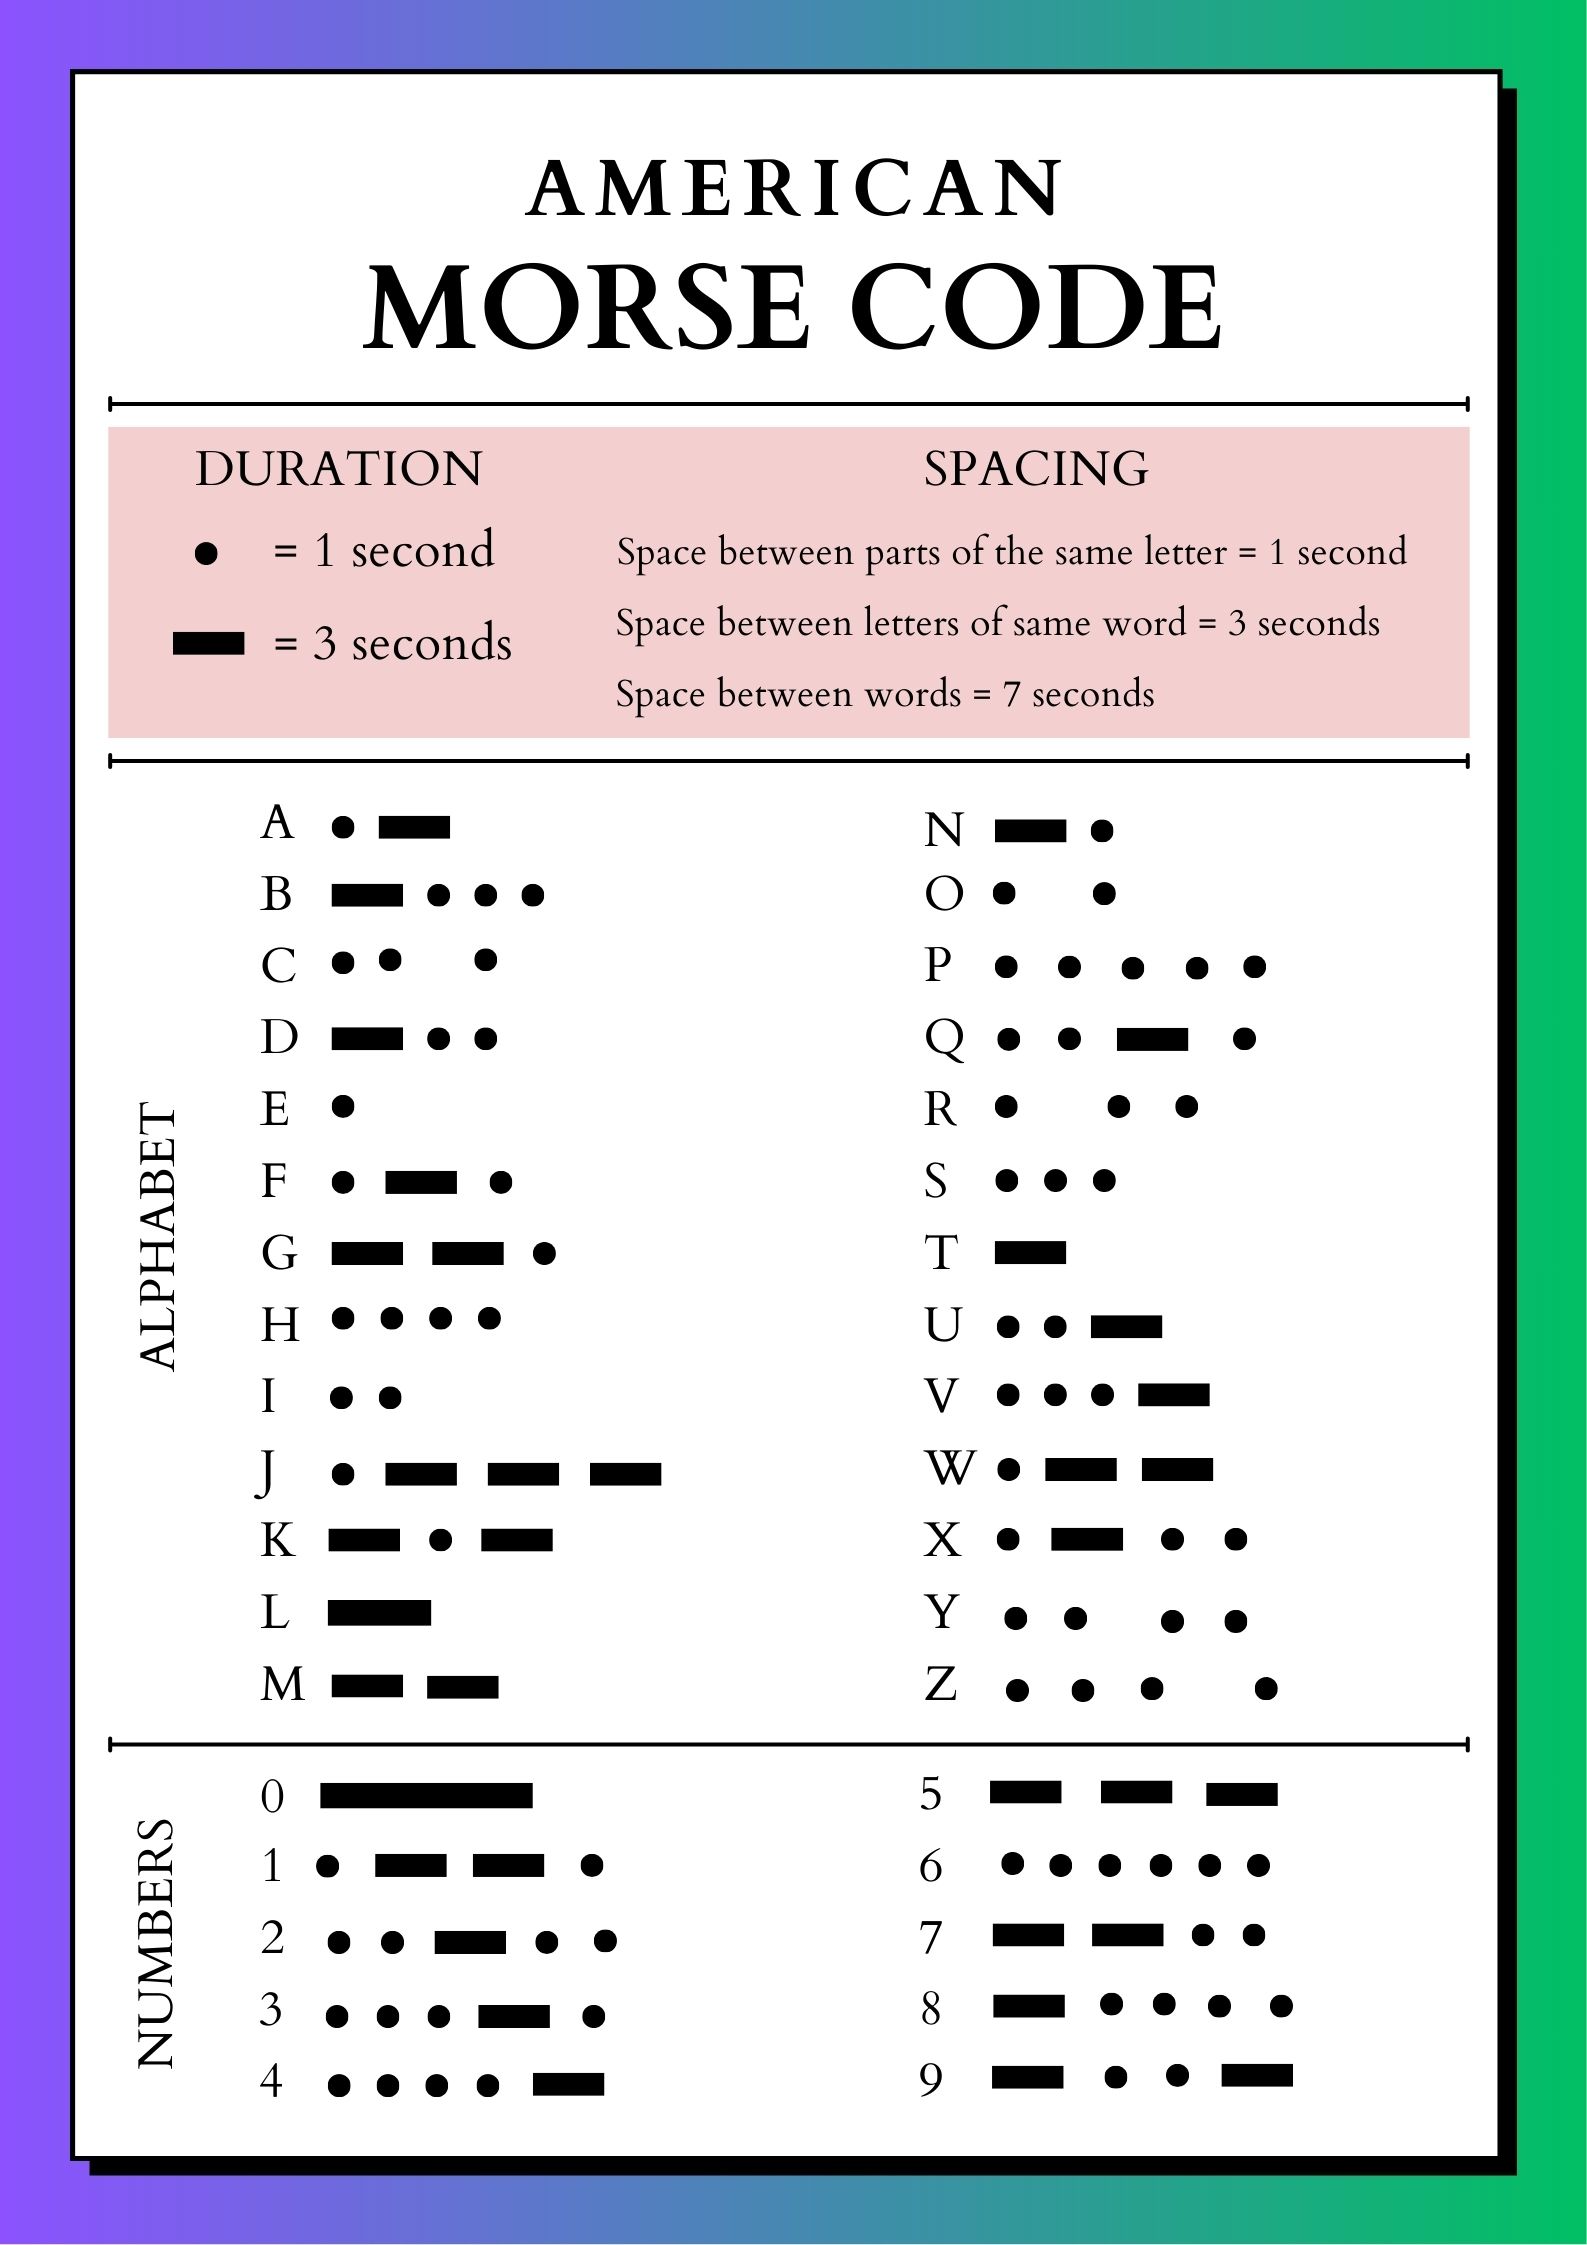 AMERICAN
MORSE CODE
DURATION
● = 1 second
▬ = 3 seconds
SPACING
Space between parts of the same letter = 1 second
Space between letters of same word = 3 seconds
Space between words = 7 seconds
ALPHABET
A
B
C
D
E
F
G
H
I
J
K
L
M
N
O
P
Q
R
S
T
U
V
W
X
Y
Z
NUMBERS
0
1
2
3
4
5
6
7
8
9